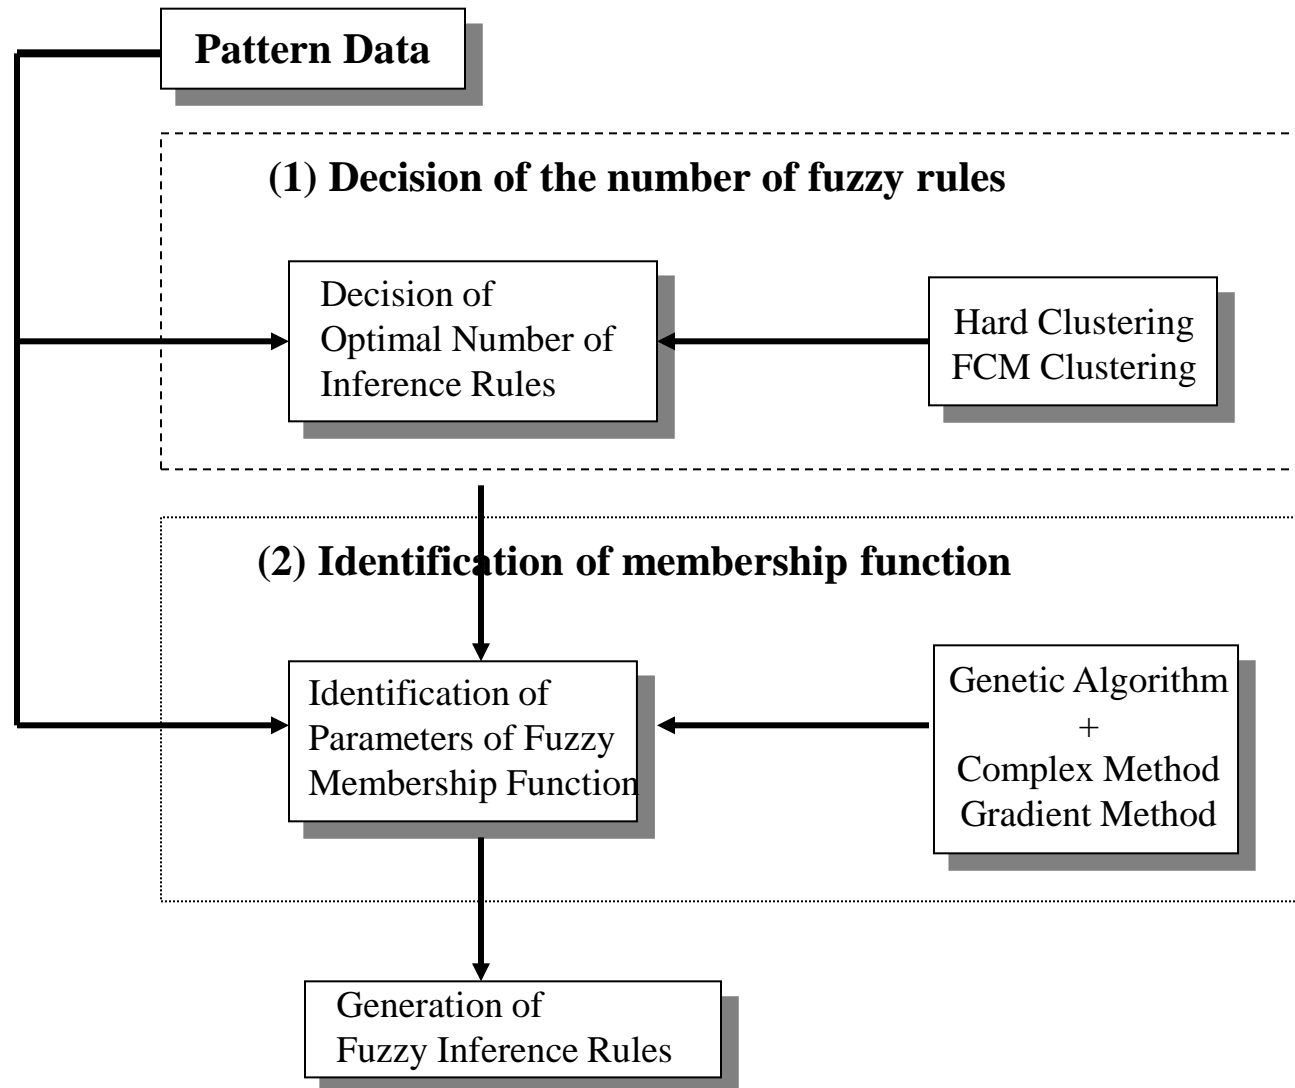 Pattern Data
(1) Decision of the number of fuzzy rules
Decision of
Optimal Number of
Inference Rules
Hard Clustering
FCM Clustering
(2) Identification of membership function
Identification of
Parameters of Fuzzy
Membership Function
Genetic Algorithm
+
Complex Method
Gradient Method
Generation of
Fuzzy Inference Rules